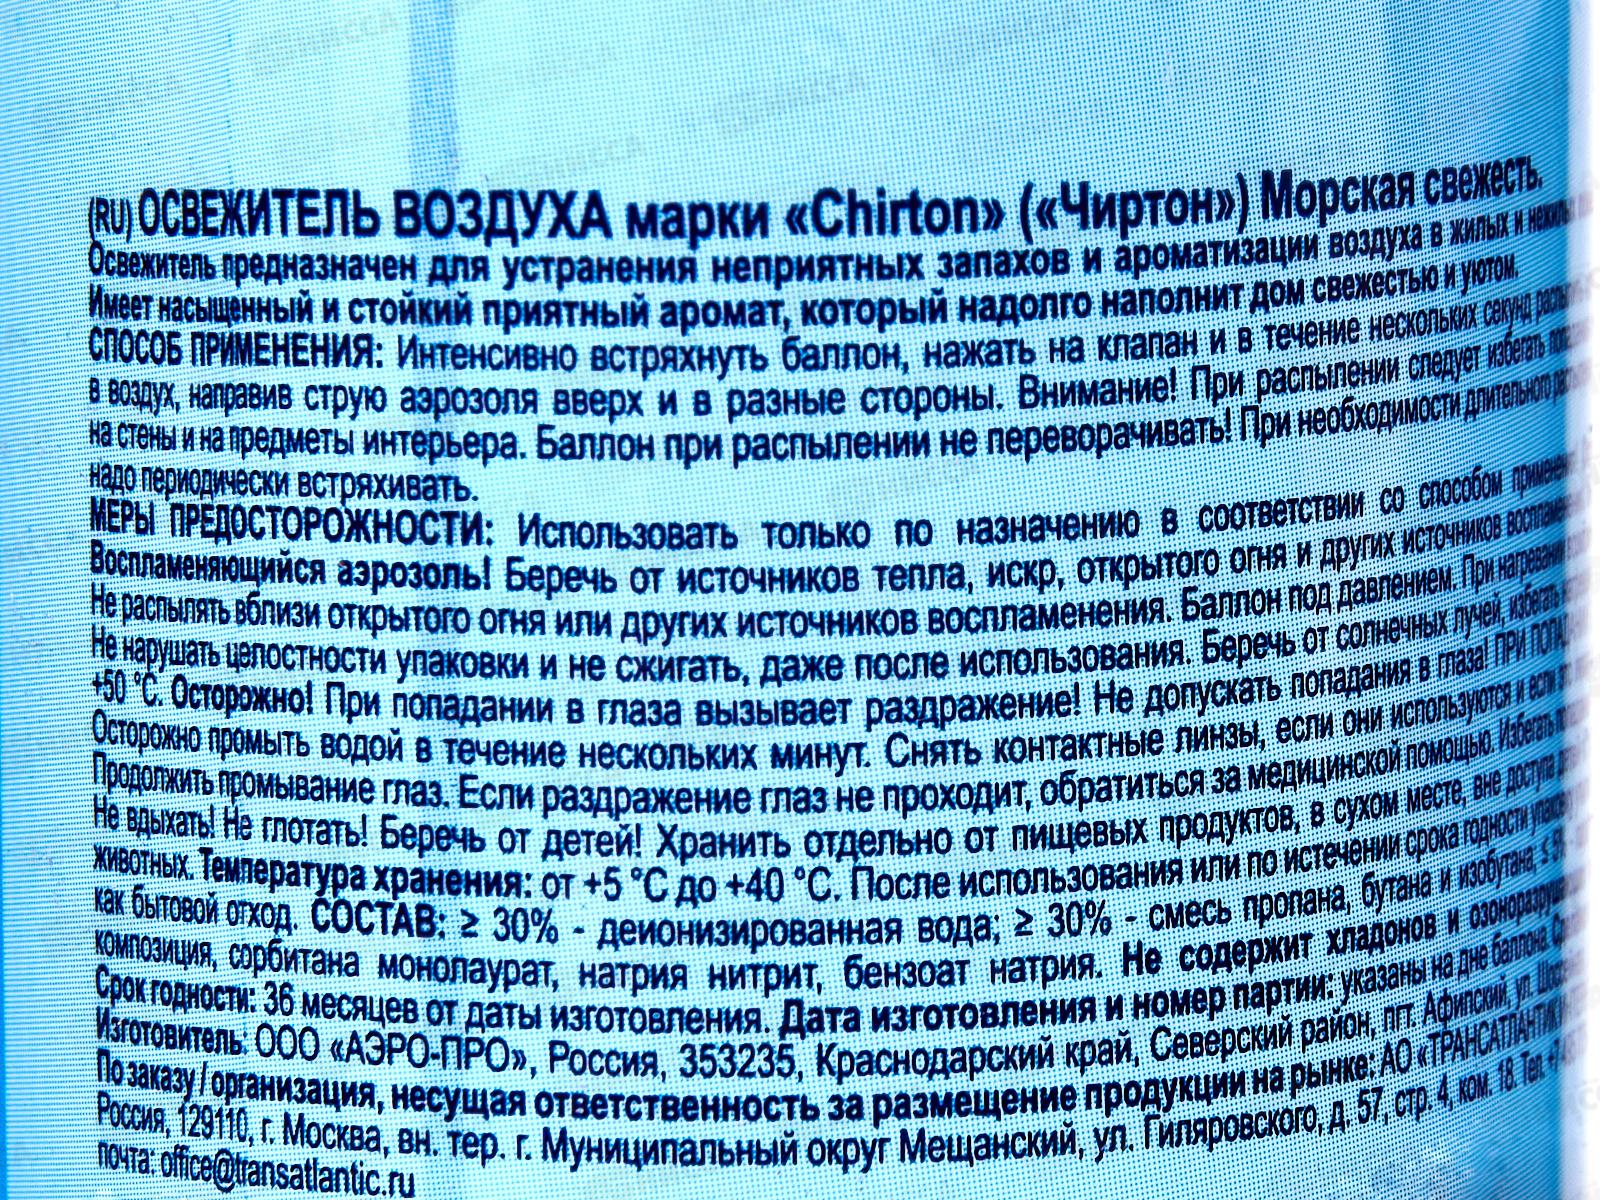 (RU) ОСВЕЖИТЕЛЬ ВОЗДУХА марки «Chirton» («Чиртон») Морская свежесть.
Освежитель предназначен для устранения неприятных запахов и ароматизации воздуха в жилых и
Имеет насыщенный и стойкий приятный аромат, который надолго наполнит дом свежестью и уютом.
СПОСОБ ПРИМЕНЕНИЯ: Интенсивно встряхнуть баллон, нажать на клапан и в течение нескольких секунд
в воздух, направив струю аэрозоля вверх и в разные стороны. Внимание! При распылении следует избегать
на стены и на предметы интерьера. Баллон при распылении не переворачивать! При необходимости длительного
надо периодически встряхивать.
МЕРЫ ПРЕДОСТОРОЖНОСТИ: Использовать только по назначению в соответствии со способом
Воспламеняющийся аэрозоль! Беречь от источников тепла, искр, открытого огня и других источников
Не распылять вблизи открытого огня или других источников воспламенения. Баллон под давлением. При нагревании
Не нарушать целостности упаковки и не сжигать, даже после использования. Беречь от солнечных лучей, избегать
+50 °С. Осторожно! При попадании в глаза вызывает раздражение! Не допускать попадания в глаза! ПРИ
Осторожно промыть водой в течение нескольких минут. Снять контактные линзы, если они используются и если
Продолжить промывание глаз. Если раздражение глаз не проходит, обратиться за медицинской помощью. Избегать
Не вдыхать! Не глотать! Беречь от детей! Хранить отдельно от пищевых продуктов, в сухом месте, вне доступа
животных. Температура хранения: от +5 °С до +40 °С. После использования или по истечении срока годности
как бытовой отход. СОСТАВ: ≥ 30% - деионизированная вода; ≥ 30% - смесь пропана, бутана и изобутана,
композиция, сорбитана монолаурат, натрия нитрит, бензоат натрия. Не содержит хладонов и
Срок годности: 36 месяцев от даты изготовления. Дата изготовления и номер партии: указаны на дне баллона.
Изготовитель: ООО «АЭРО-ПРО», Россия, 353235, Краснодарский край, Северский район, пгт. Афипский, ул.
По заказу / организация, несущая ответственность за размещение продукции на рынке: АО «ТРАНСАТЛАНТИК
Россия, 129110, г. Москва, вн. тер. г. Муниципальный округ Мещанский, ул. Гиляровского, д. 57, стр. 4, ком. 18. Тел.
почта: office@transatlantic.ru